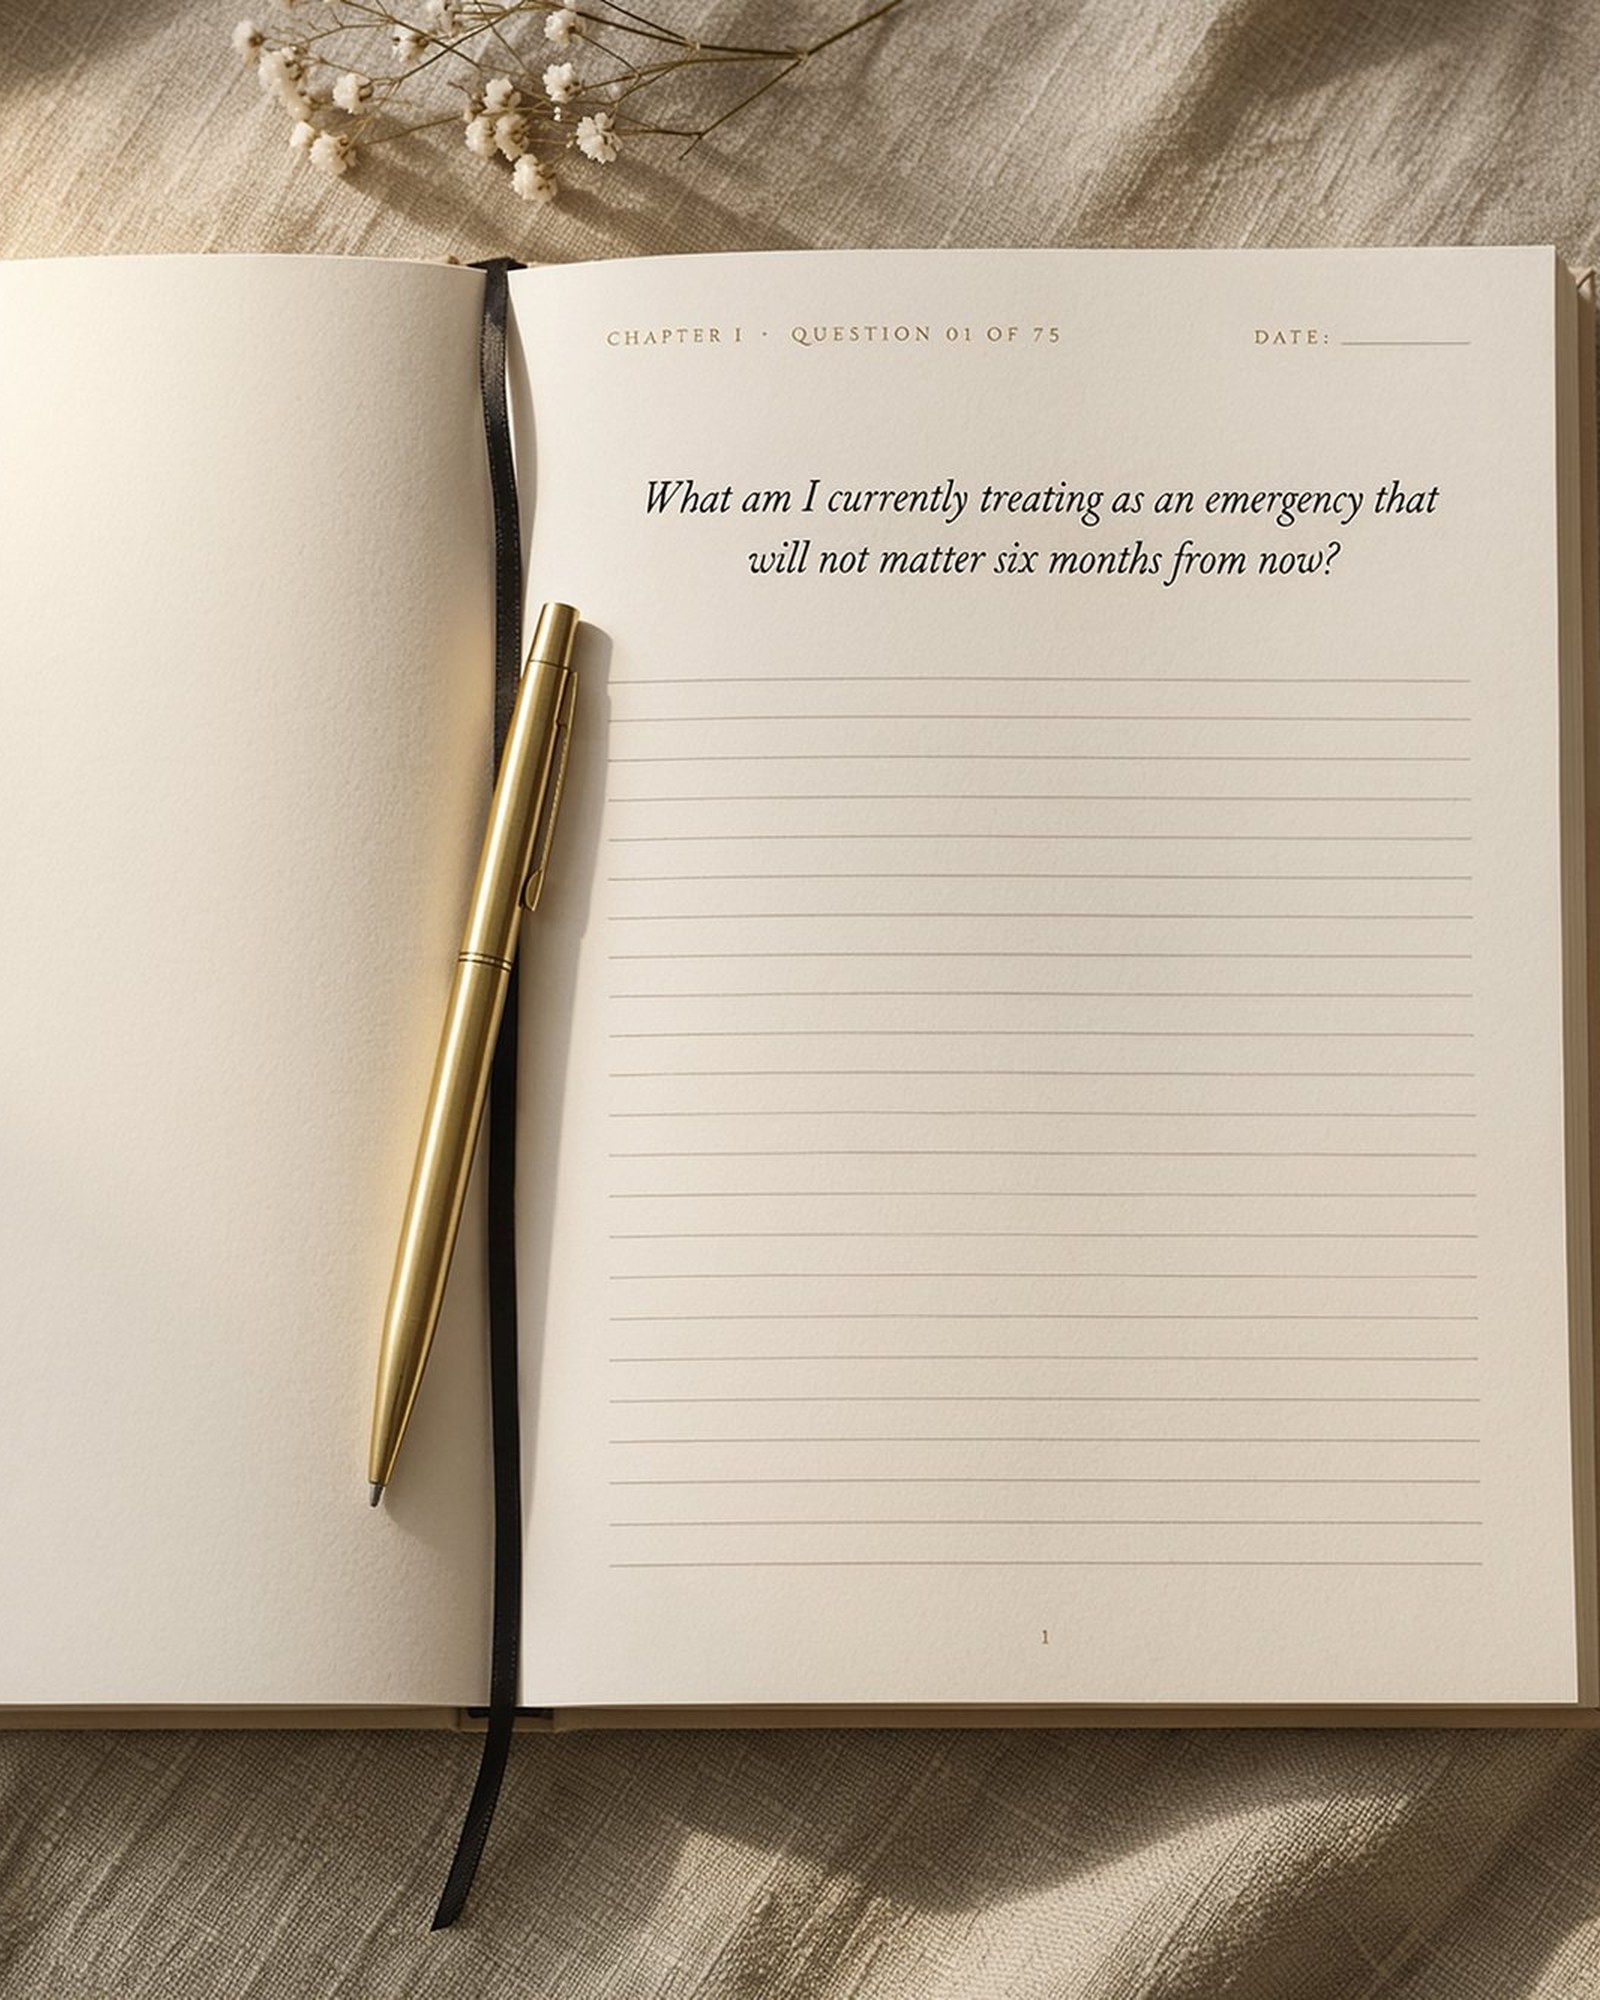 CHAPTER I · QUESTION 01 OF 75 DATE:
What am I currently treating as an emergency that
will not matter six months from now?
1